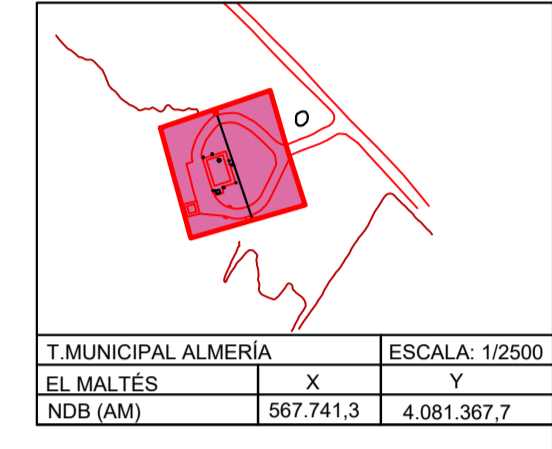 T.MUNICIPAL ALMERÍA ESCALA: 1/2500
EL MALTÉS X Y
NDB (AM) 567.741,3 4.081.367,7